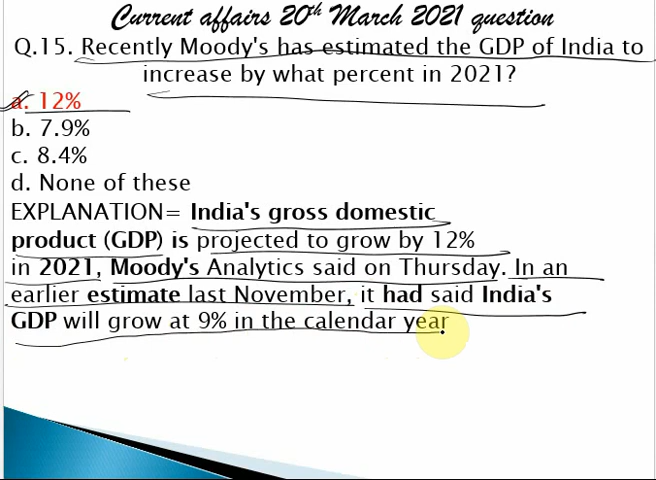 Current affairs 20th March 2021 question
Q.15. Recently Moody's has estimated the GDP of India to
increase by what percent in 2021?
a. 12%
b. 7.9%
c. 8.4%
d. None of these
EXPLANATION= India's gross domestic
product (GDP) is projected to grow by 12%
in 2021, Moody's Analytics said on Thursday. In an
earlier estimate last November, it had said India's
GDP will grow at 9% in the calendar year